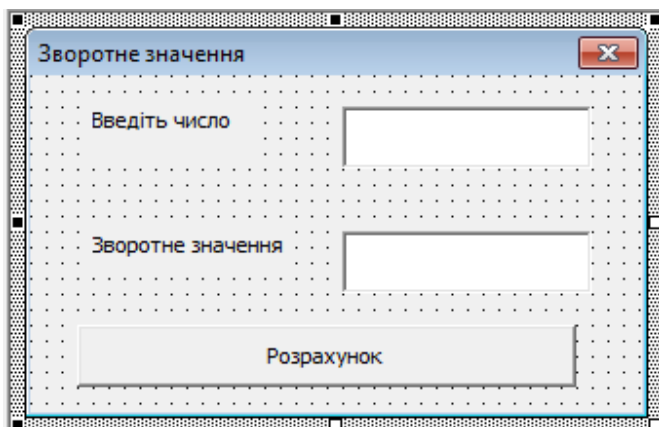 Зворотне значення
Введіть число
Зворотне значення
Розрахунок